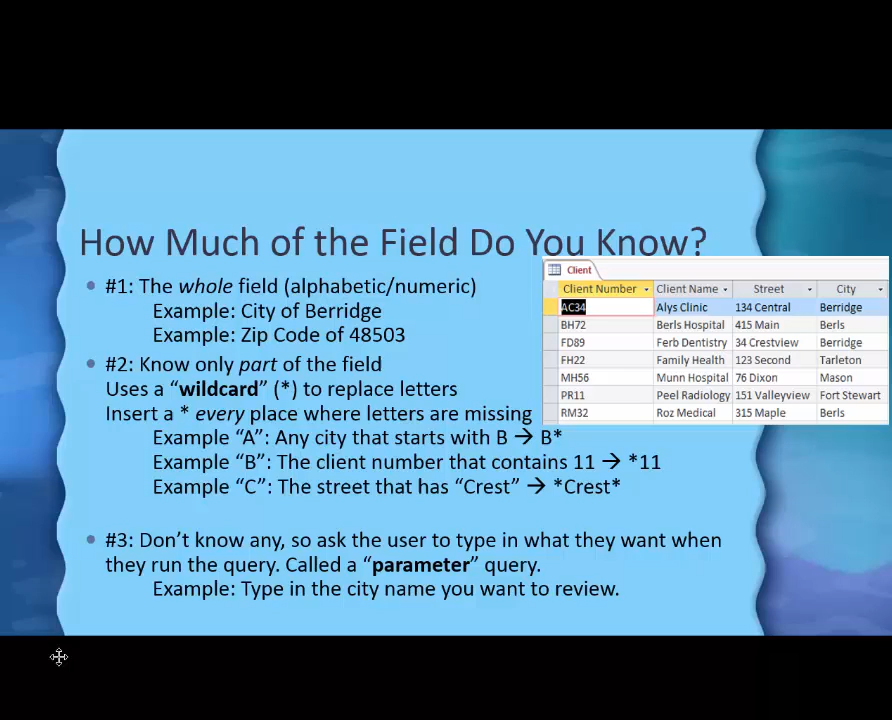 How Much of the Field Do You Know?
#1: The whole field (alphabetic/numeric)
Example: City of Berridge
Example: Zip Code of 48503
#2: Know only part of the field
Uses a “wildcard” (*) to replace letters
Insert a * every place where letters are missing
Example “A”: Any city that starts with B → B*
Example “B”: The client number that contains 11 → *11
Example “C”: The street that has “Crest” → *Crest*
#3: Don’t know any, so ask the user to type in what they want when
they run the query. Called a “parameter” query.
Example: Type in the city name you want to review.
Client
Client Number Client Name Street City
AC34 Alys Clinic 134 Central Berridge
BH72 Berls Hospital 415 Main Berls
FD89 Ferb Dentistry 34 Crestview Berridge
FH22 Family Health 123 Second Tarleton
MH56 Munn Hospital 76 Dixon Mason
PR11 Peel Radiology 151 Valleyview Fort Stewart
RM32 Roz Medical 315 Maple Berls